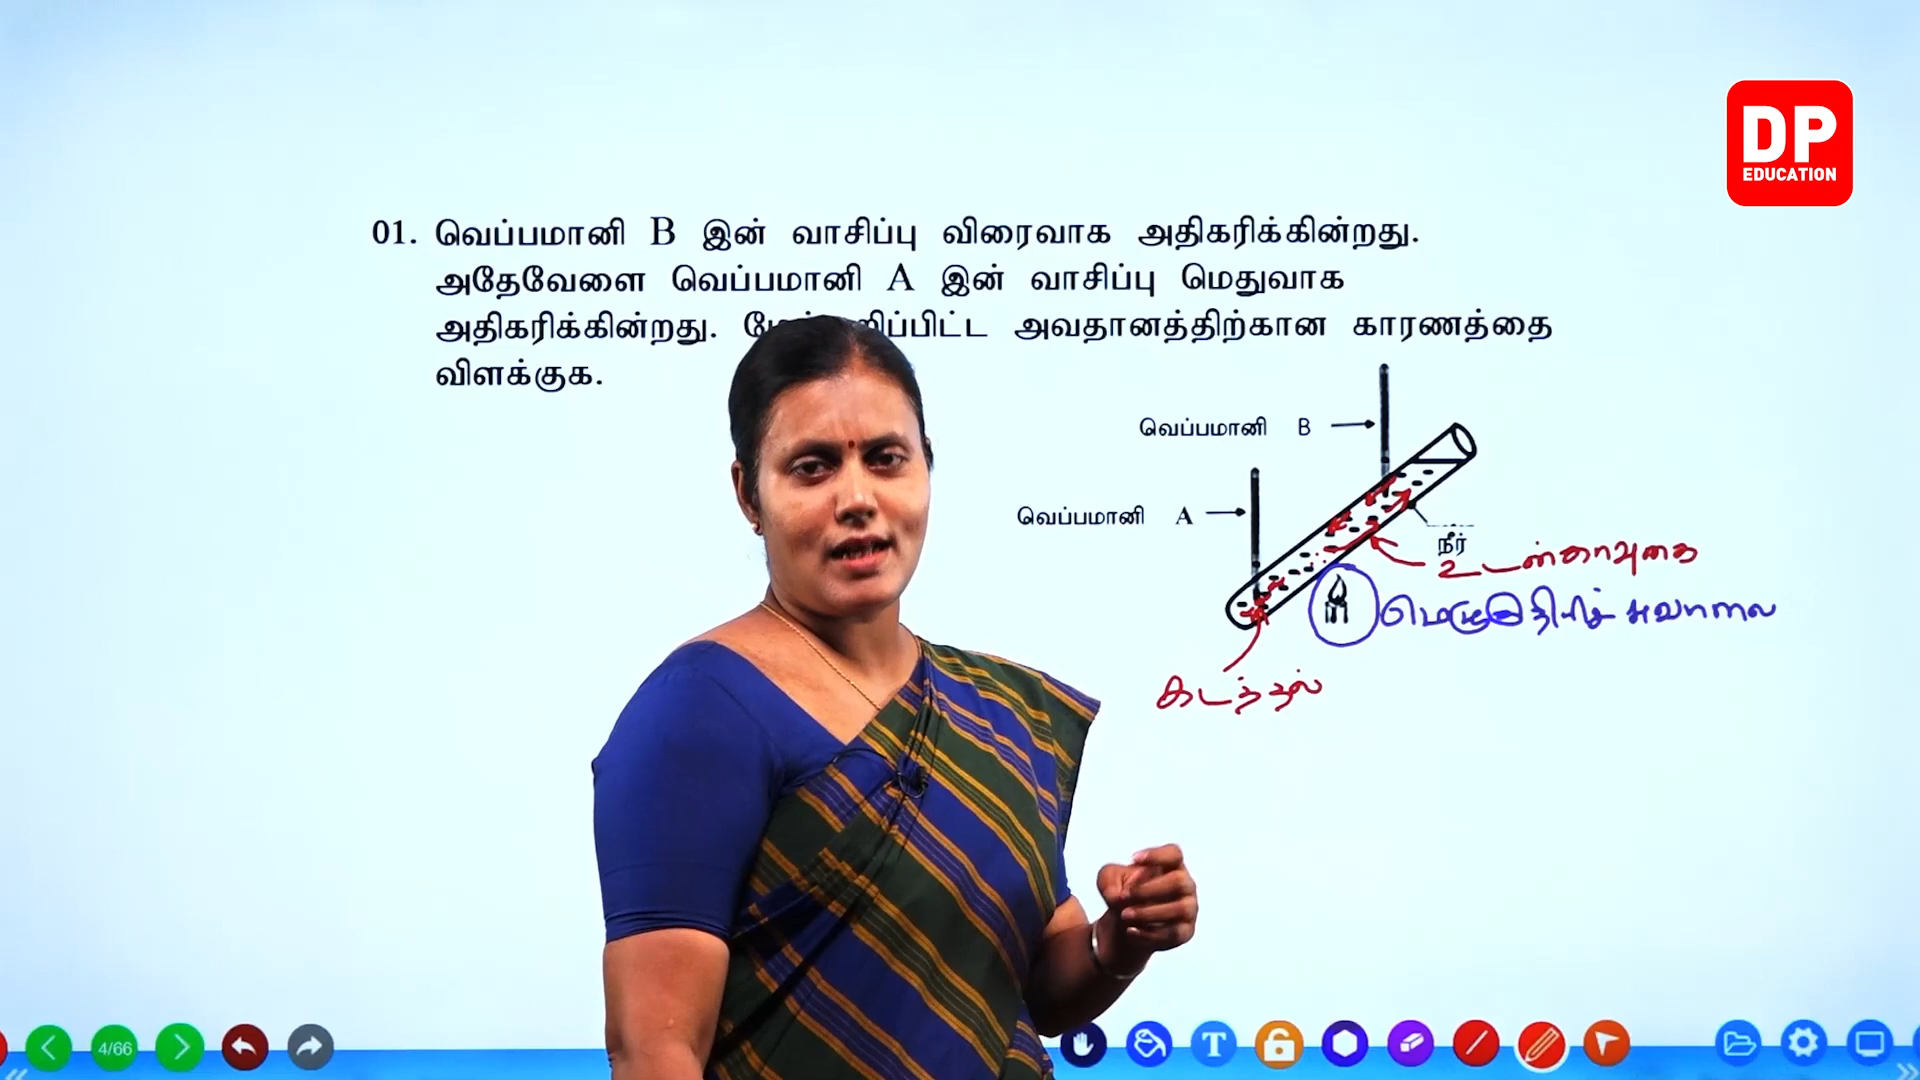 DP
EDUCATION
01. வெப்பமானி B இன் வாசிப்பு விரைவாக அதிகரிக்கின்றது.
அதேவேளை வெப்பமானி A இன் வாசிப்பு மெதுவாக
அதிகரிக்கின்றது. அவதானத்திற்கான காரணத்தை
விளக்குக.
வெப்பமானி B
வெப்பமானி A
நீர்
உடன்காவுகை
மெழுகுதிரிச் சுவாலை
கடத்தல்
4/66
T